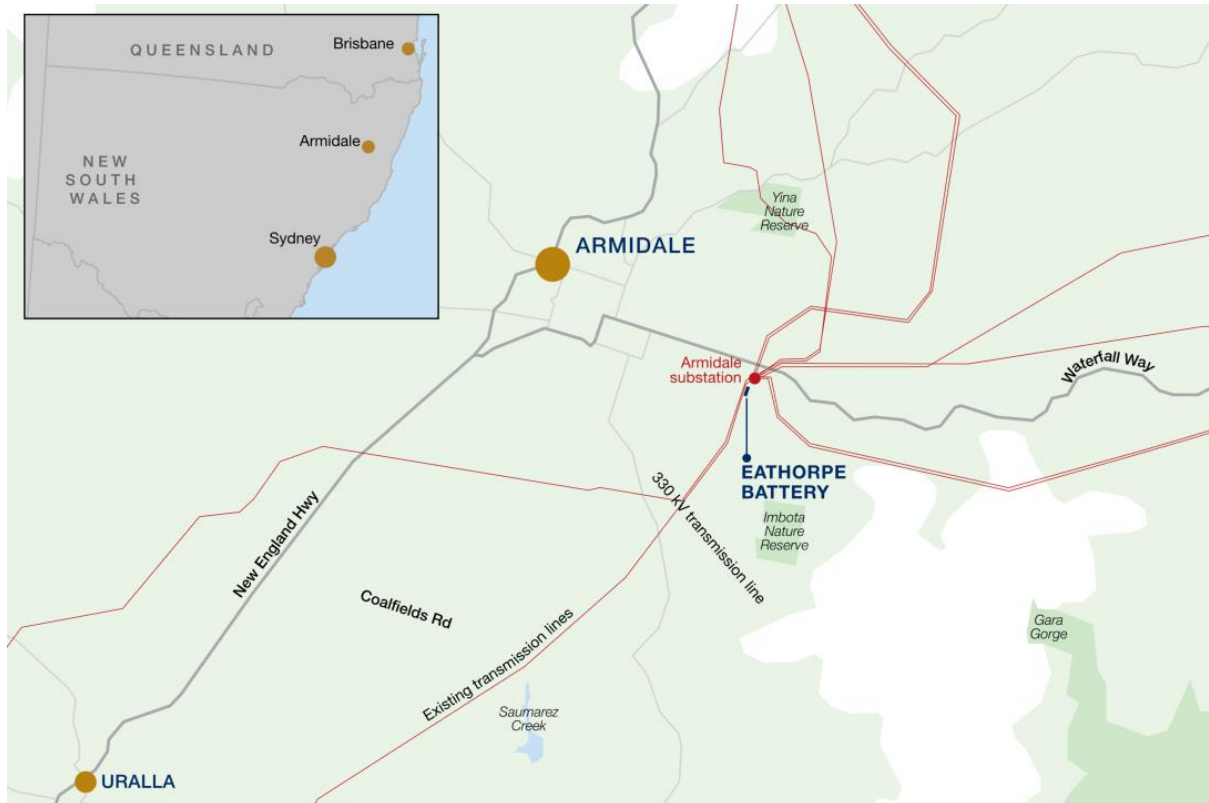 QUEENSLAND
Brisbane
Armidale
NEW
SOUTH
WALES
Sydney
Yina
Nature
Reserve
ARMIDALE
Armidale
substation
Waterfall Way
EATHORPE
BATTERY
330 kV transmission line
Imbota
Nature
Reserve
New England Hwy
Coalfields Rd
Existing transmission lines
Gara
Gorge
Saumarez
Creek
URALLA